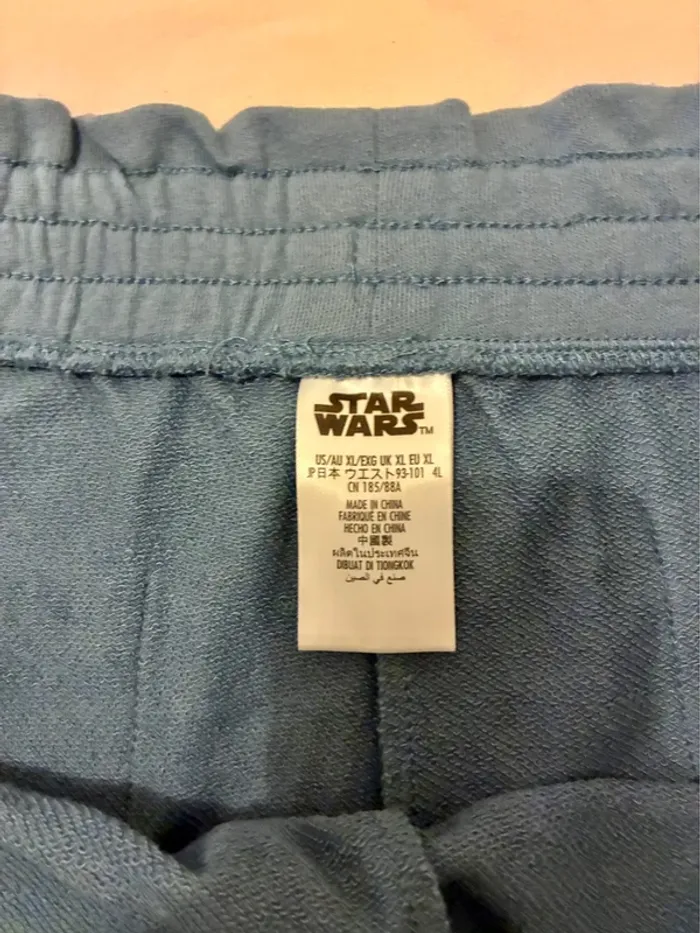 STAR
WARS™
US/AU XL/EXG UK XL EU XL
JP日本 ウエスト93-101 4L
CN 185/88A
MADE IN CHINA
FABRIQUÉ EN CHINE
HECHO EN CHINA
中國製
ผลิตในประเทศจีน
DIBUAT DI TIONGKOK
صنع في الصين